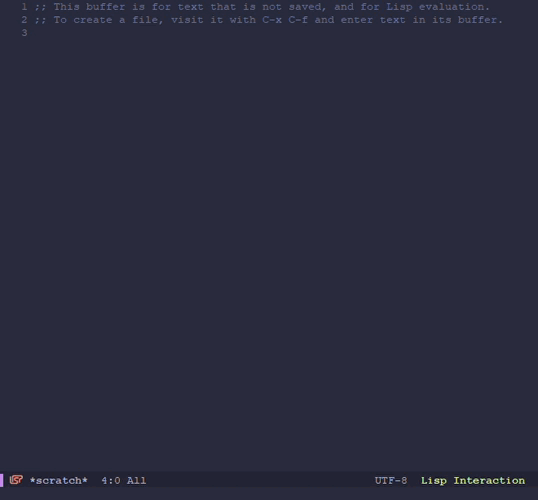 1 ;; This buffer is for text that is not saved, and for Lisp evaluation.
2 ;; To create a file, visit it with C-x C-f and enter text in its buffer.
3
*scratch* 4:0 All UTF-8 Lisp Interaction